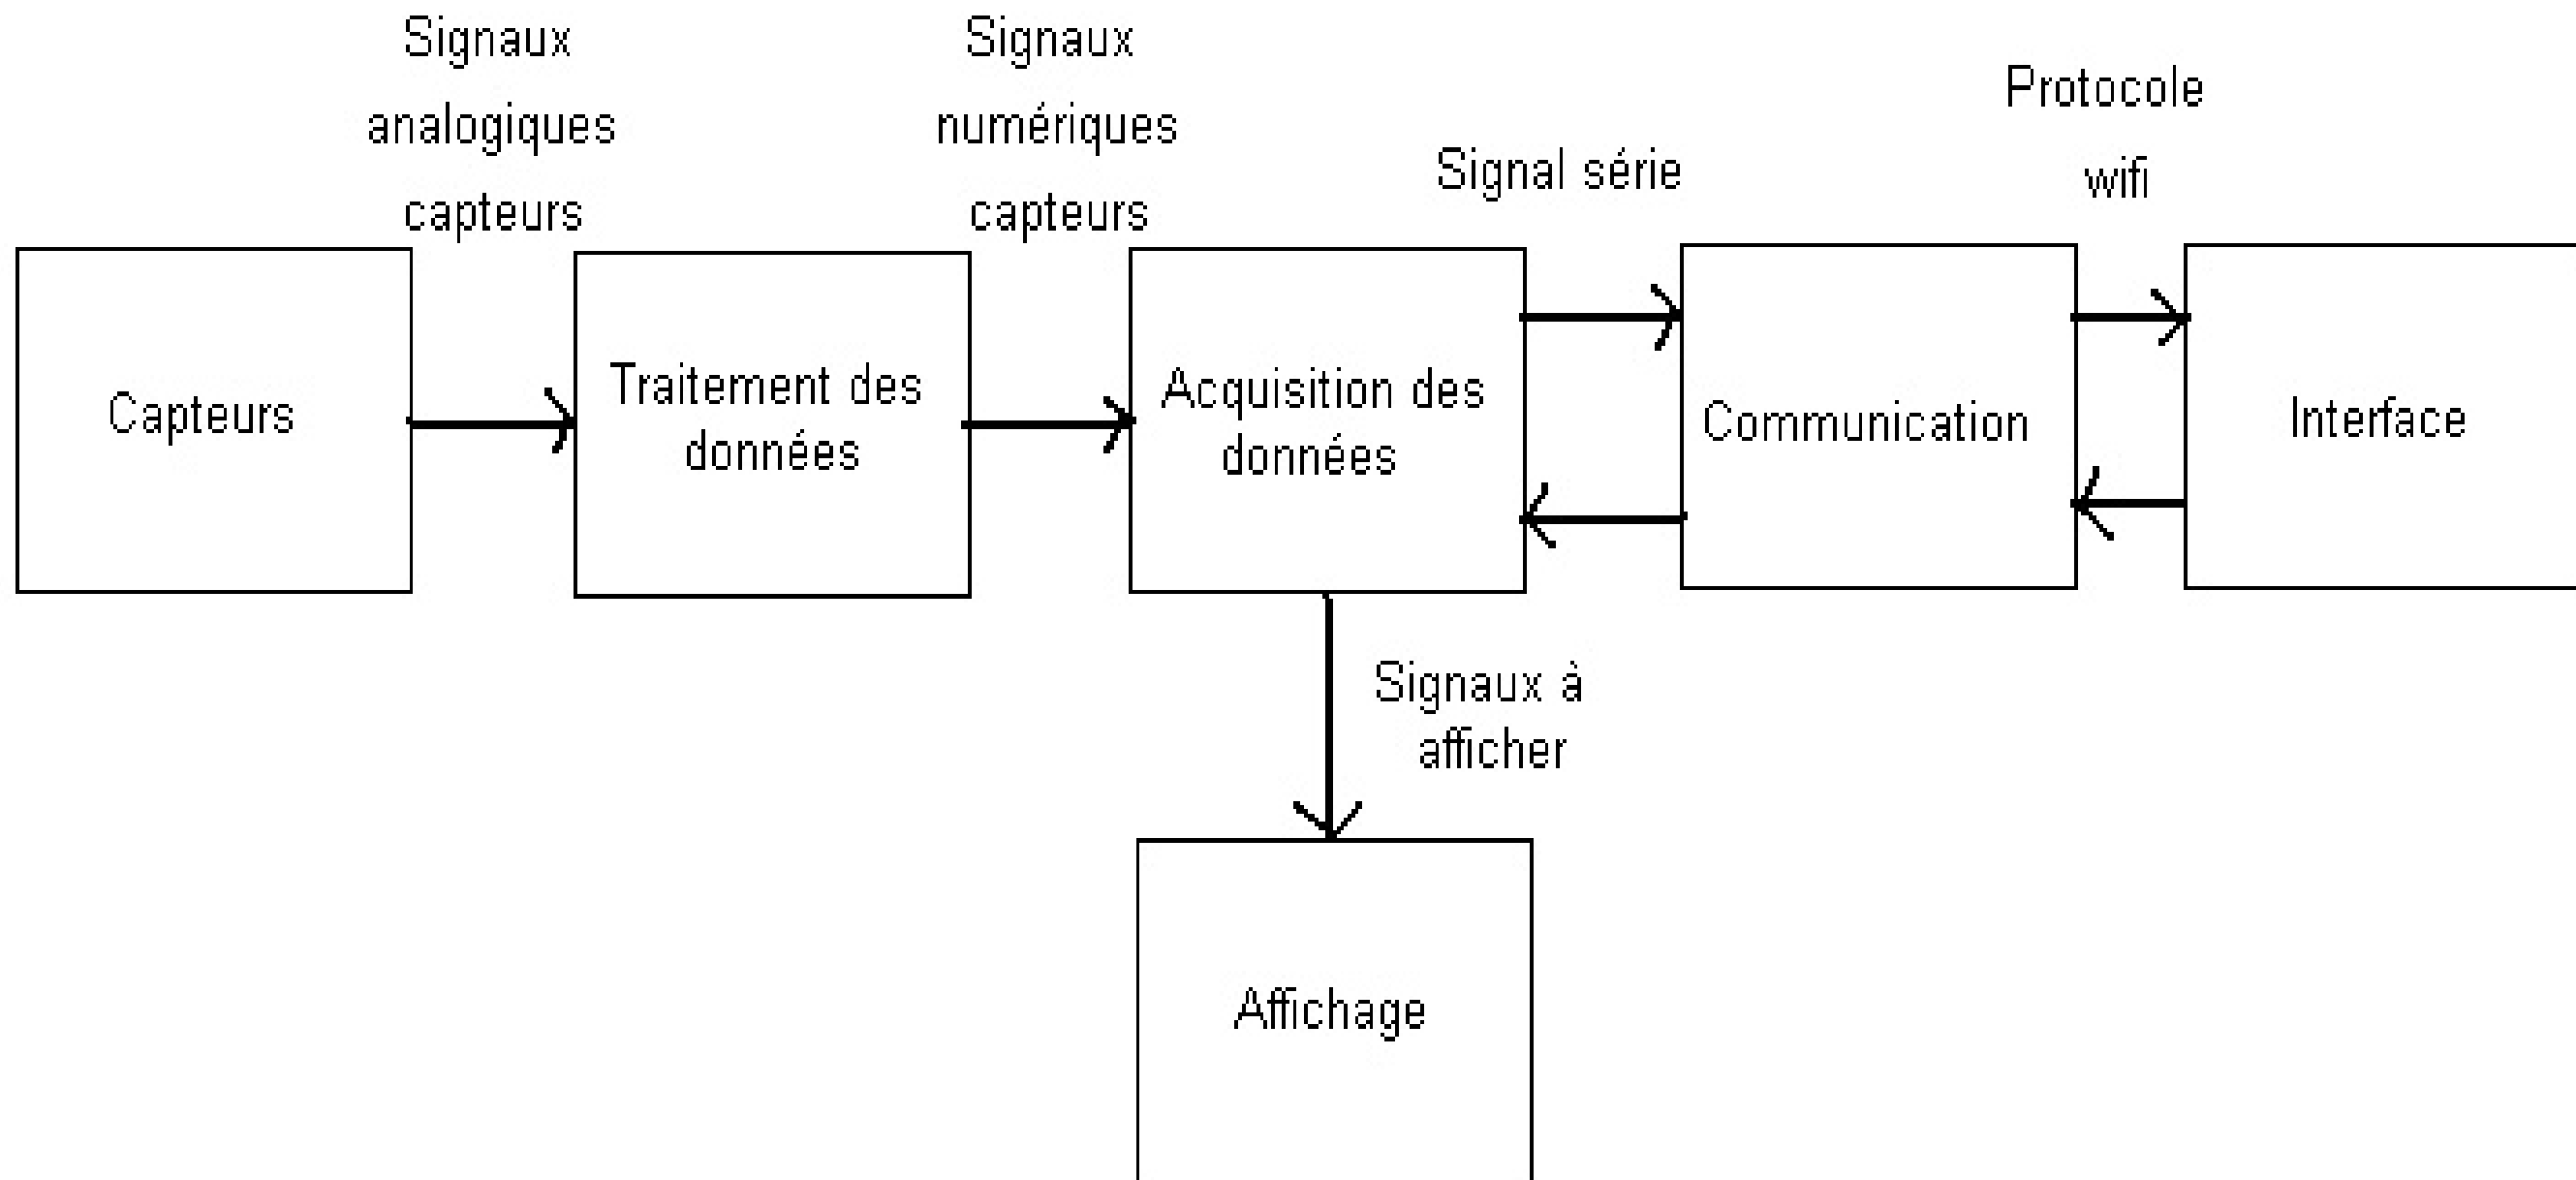 Signaux
analogiques
capteurs
Signaux
numériques
capteurs
Signal série
Protocole
wifi
Capteurs
Traitement des
données
Acquisition des
données
Communication
Interface
Signaux à
afficher
Affichage